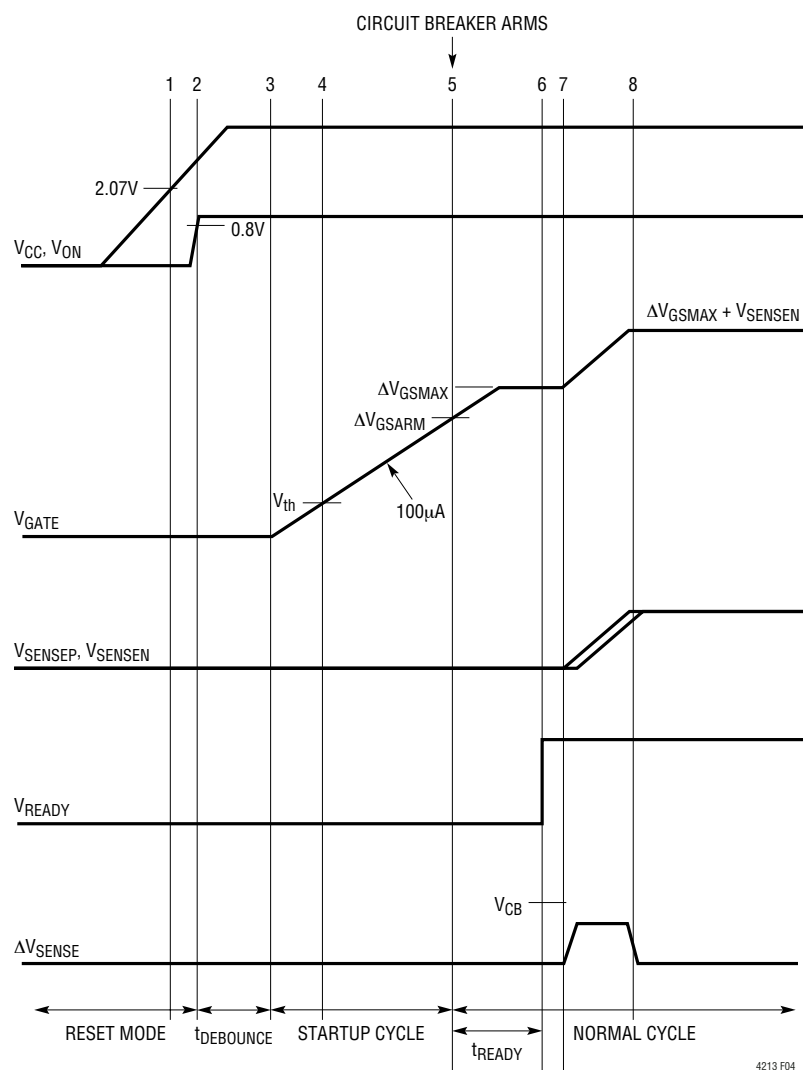 CIRCUIT BREAKER ARMS
1 2 3 4 5 6 7 8
2.07V
0.8V
VCC, VON
ΔVGSMAX + VSENSEN
ΔVGSMAX
ΔVGSARM
Vth
100μA
VGATE
VSENSEP, VSENSEN
VREADY
VCB
ΔVSENSE
RESET MODE tDEBOUNCE STARTUP CYCLE NORMAL CYCLE
tREADY
4213 F04